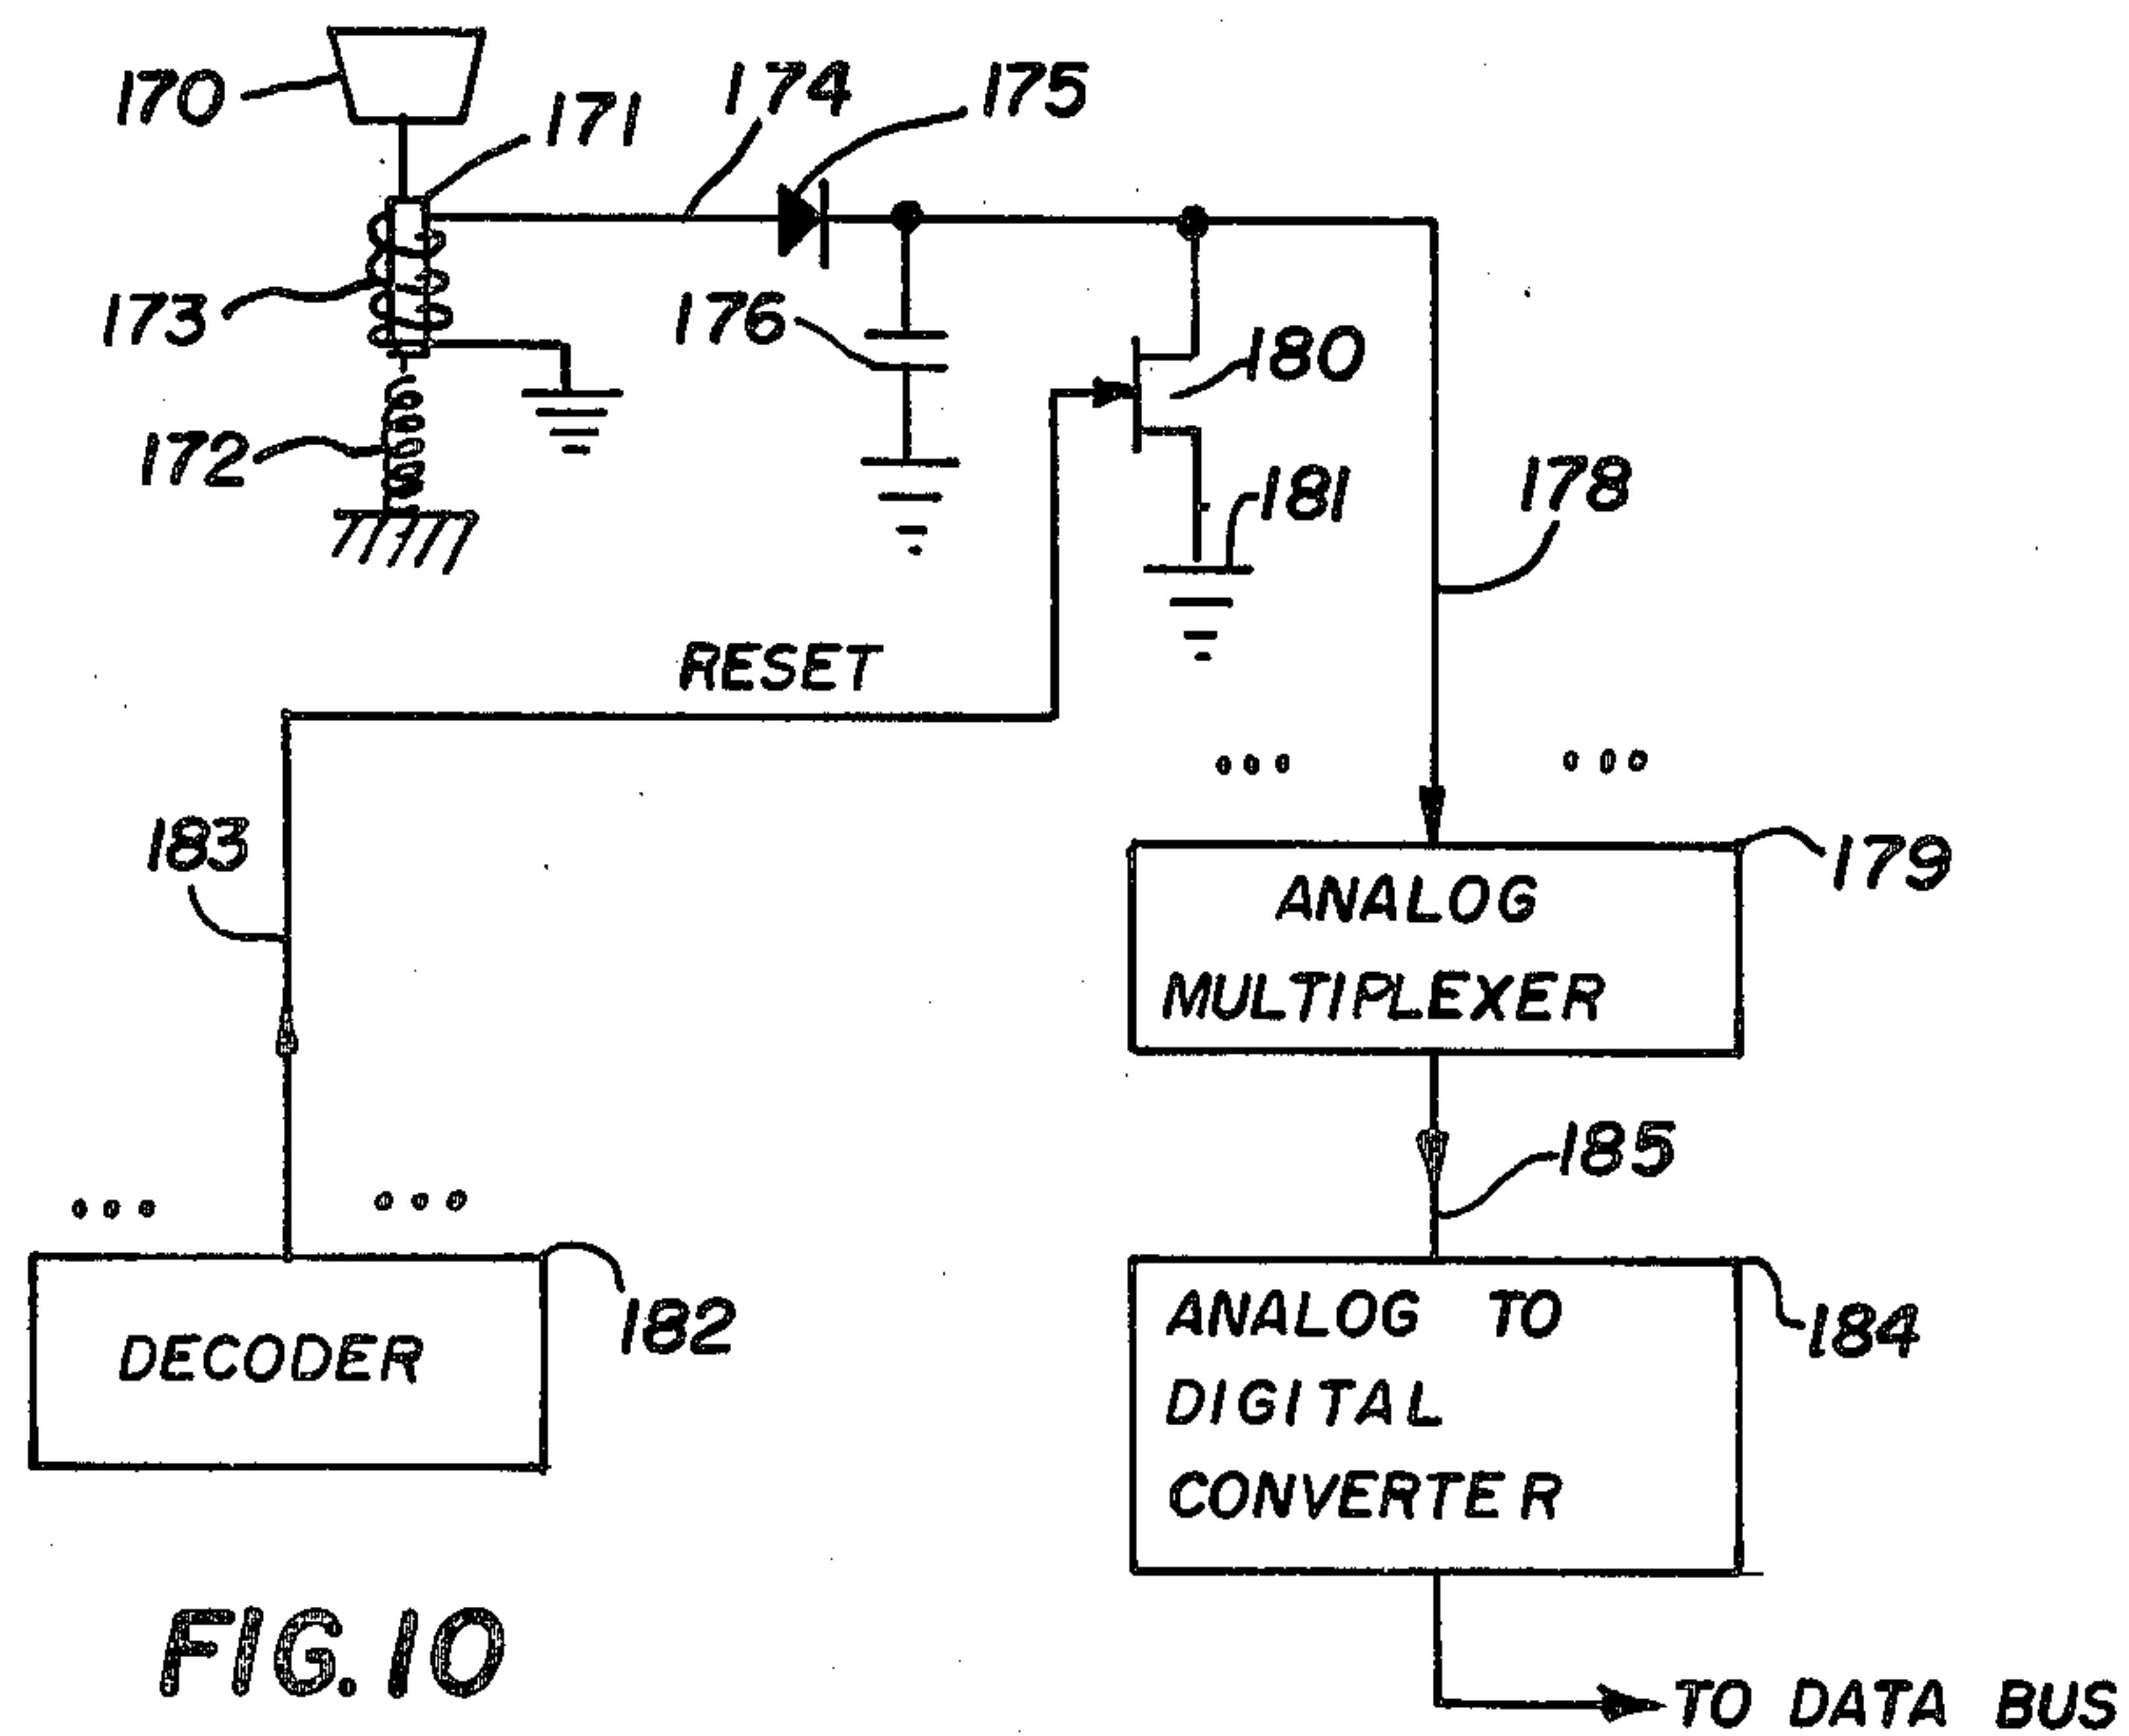 170
171
174
175
173
176
180
172
181
178
RESET
183
ANALOG
MULTIPLEXER
179
185
182
DECODER
ANALOG TO
DIGITAL
CONVERTER
184
FIG. 10
TO DATA BUS